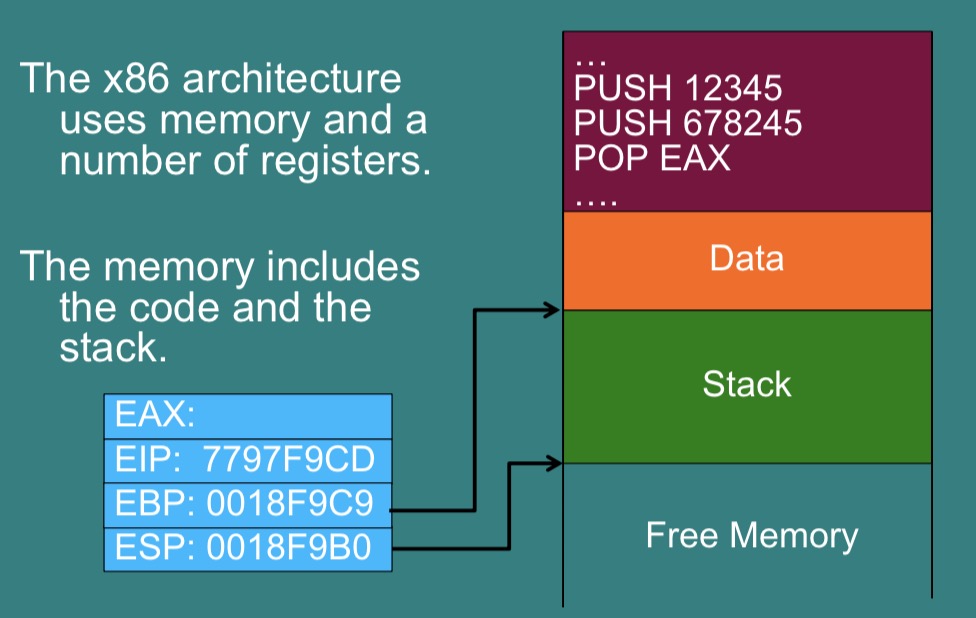 The x86 architecture
uses memory and a
number of registers.
The memory includes
the code and the
stack.
EAX:
EIP: 7797F9CD
EBP: 0018F9C9
ESP: 0018F9B0
...
PUSH 12345
PUSH 678245
POP EAX
....
Data
Stack
Free Memory